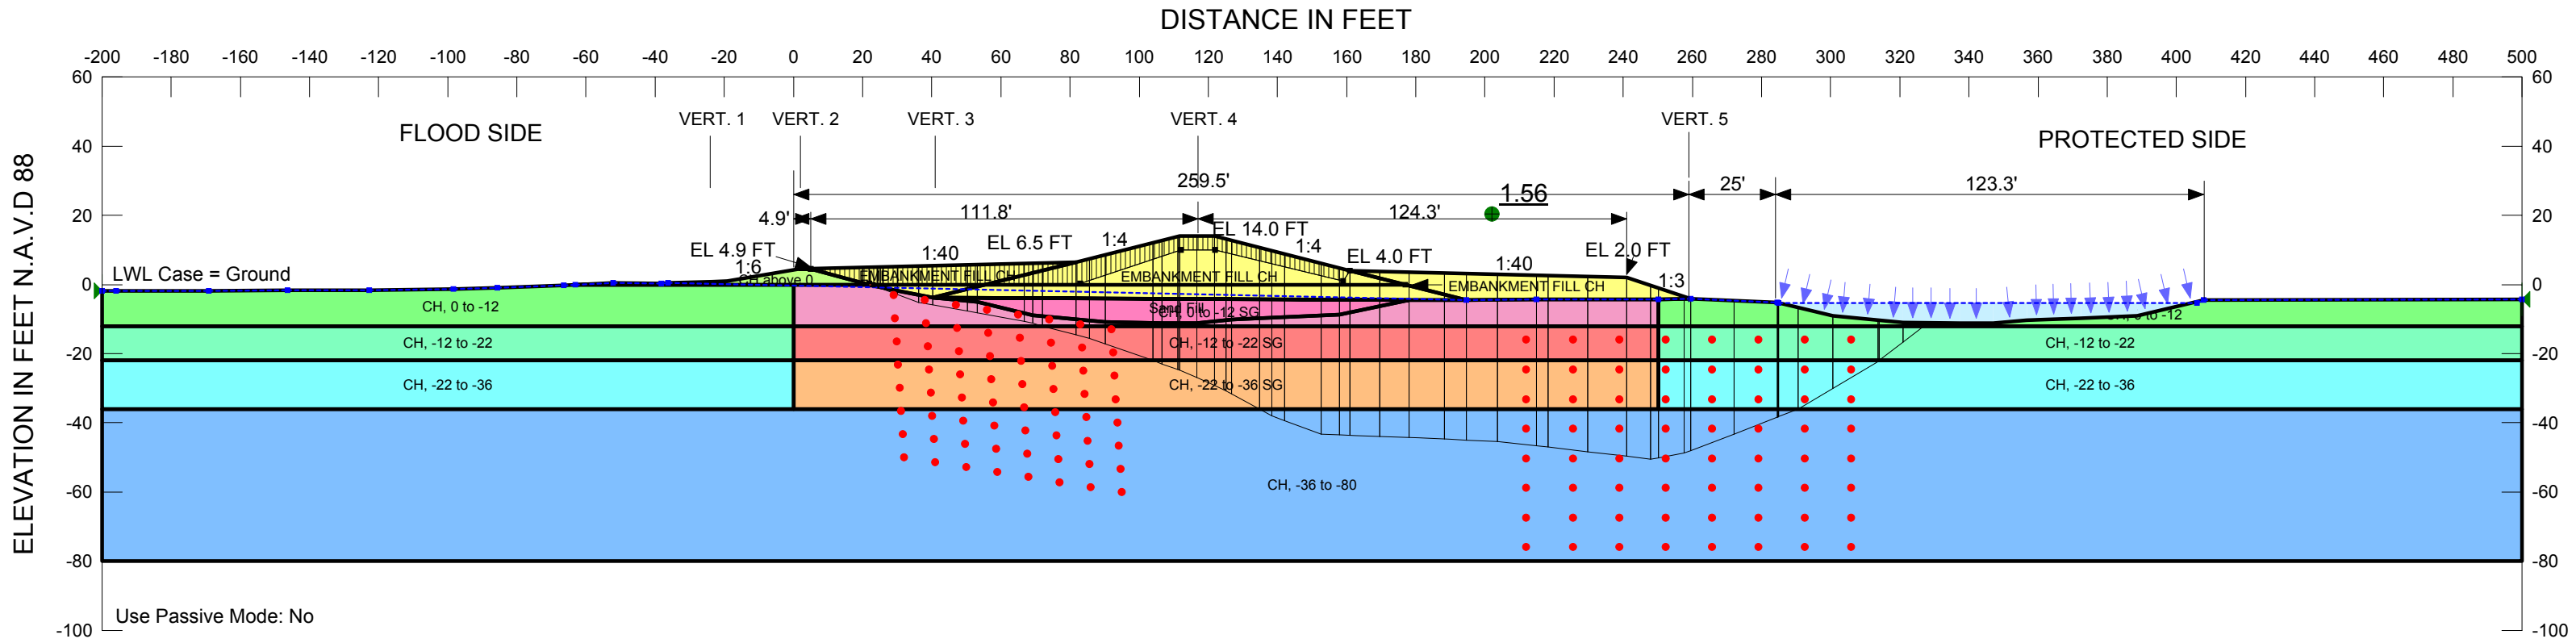 DISTANCE IN FEET
-200 -180 -160 -140 -120 -100 -80 -60 -40 -20 0 20 40 60 80 100 120 140 160 180 200 220 240 260 280 300 320 340 360 380 400 420 440 460 480 500
60 60
VERT. 1 VERT. 2 VERT. 3 VERT. 4 VERT. 5
FLOOD SIDE PROTECTED SIDE
40 40
259.5' 25' 123.3'
1.56
20 20
4.9' 111.8' 124.3'
EL 14.0 FT
EL 4.9 FT 1:40 EL 6.5 FT 1:4 1:4 EL 4.0 FT EL 2.0 FT
1:6 1:40 1:3
LWL Case = Ground
0 0
CH above 0 EMBANKMENT FILL CH EMBANKMENT FILL CH EMBANKMENT FILL CH
CH, 0 to -12 Sand Fill CH, 0 to -12 SG CH, 0 to -12
-20 CH, -12 to -22 CH, -12 to -22 SG CH, -12 to -22 -20
CH, -22 to -36 CH, -22 to -36 SG CH, -22 to -36
-40 -40
CH, -36 to -80
-60 -60
-80 -80
Use Passive Mode: No
-100 -100
ELEVATION IN FEET N.A.V.D 88